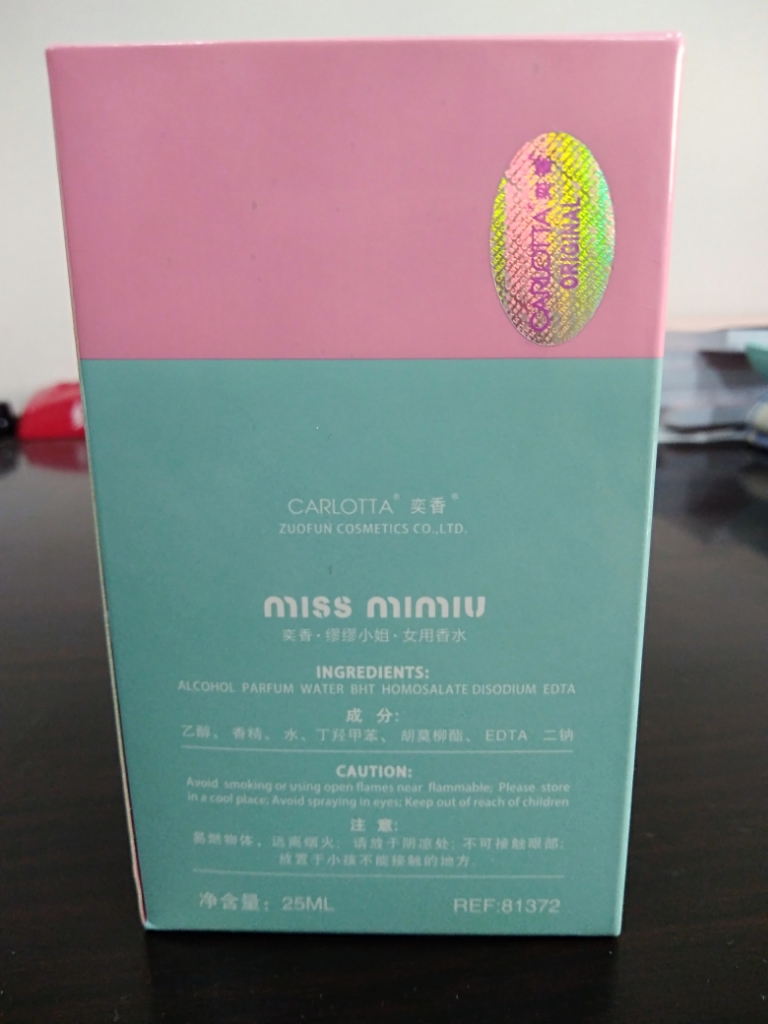 CARLOTTA 奕香
ORIGINAL
CARLOTTA® 奕香®
ZUOFUN COSMETICS CO.,LTD.
miss mimiu
奕香·缪缪小姐·女用香水
INGREDIENTS:
ALCOHOL PARFUM WATER BHT HOMOSALATE DISODIUM EDTA
成 分:
乙醇、香精、水、丁羟甲苯、胡莫柳酯、EDTA 二钠
CAUTION:
Avoid smoking or using open flames near flammable; Please store
in a cool place; Avoid spraying in eyes; Keep out of reach of children
注 意:
易燃物体。远离烟火; 请放于阴凉处; 不可接触眼部;
放置于小孩不能接触的地方.
净含量: 25ML
REF:81372